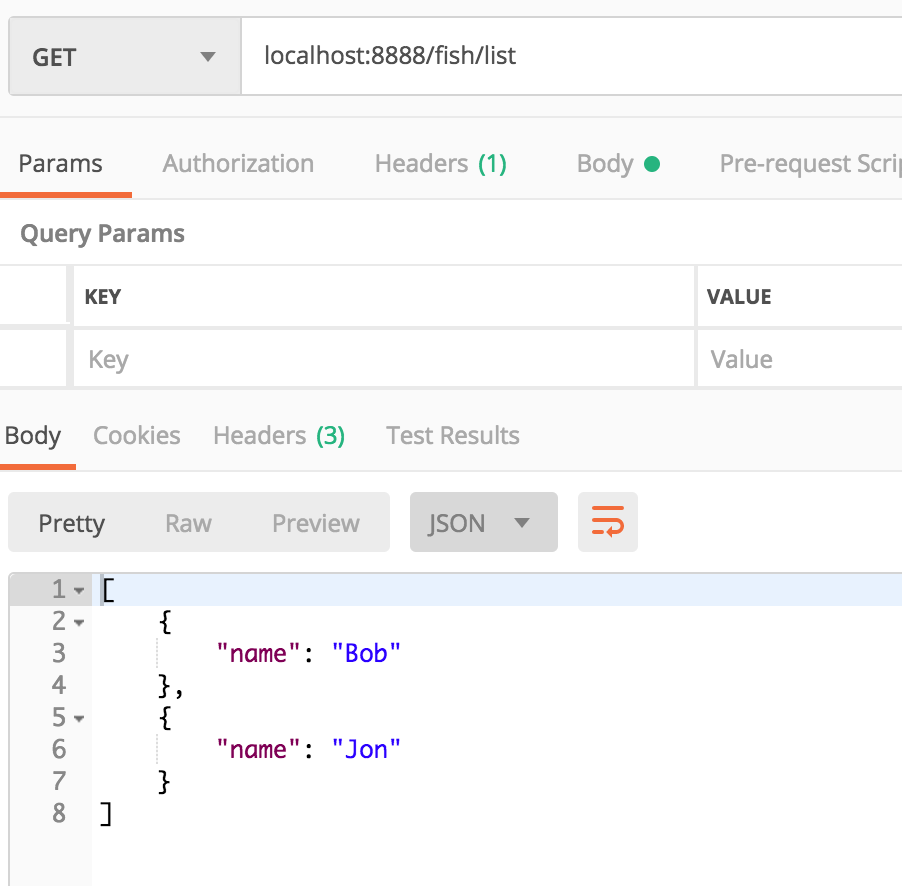 GET localhost:8888/fish/list
Params Authorization Headers (1) Body Pre-request Scrip
Query Params
KEY VALUE
Key Value
Body Cookies Headers (3) Test Results
Pretty Raw Preview JSON
1 [
2 {
3 "name": "Bob"
4 },
5 {
6 "name": "Jon"
7 }
8 ]